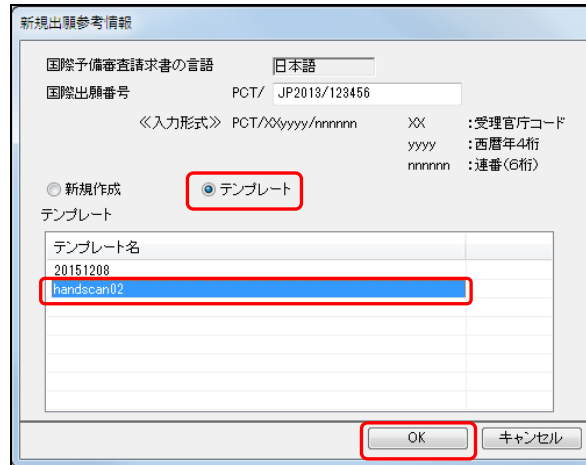 新規出願参考情報
国際予備審査請求書の言語 日本語
国際出願番号 PCT/ JP2013/123456
≪入力形式≫ PCT/XXyyyy/nnnnnn XX :受理官庁コード
yyyy :西暦年4桁
nnnnnn :連番(6桁)
新規作成 テンプレート
テンプレート
テンプレート名
20151208
handscan02
OK キャンセル